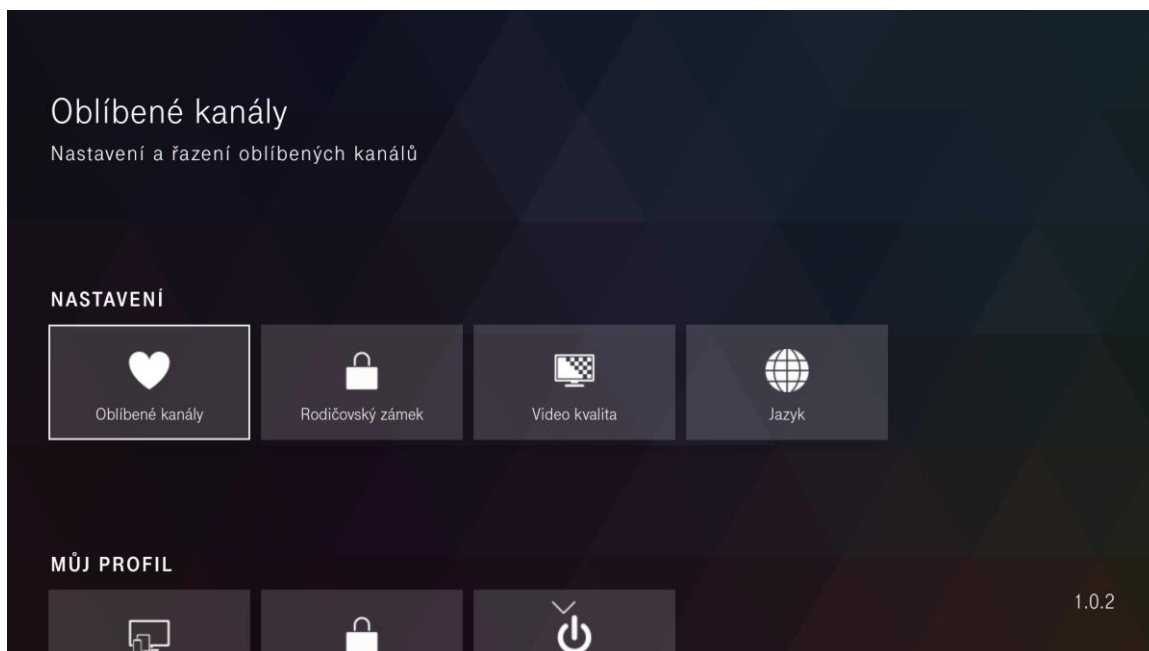 Oblíbené kanály
Nastavení a řazení oblíbených kanálů
NASTAVENÍ
Oblíbené kanály
Rodičovský zámek
Video kvalita
Jazyk
MŮJ PROFIL
1.0.2